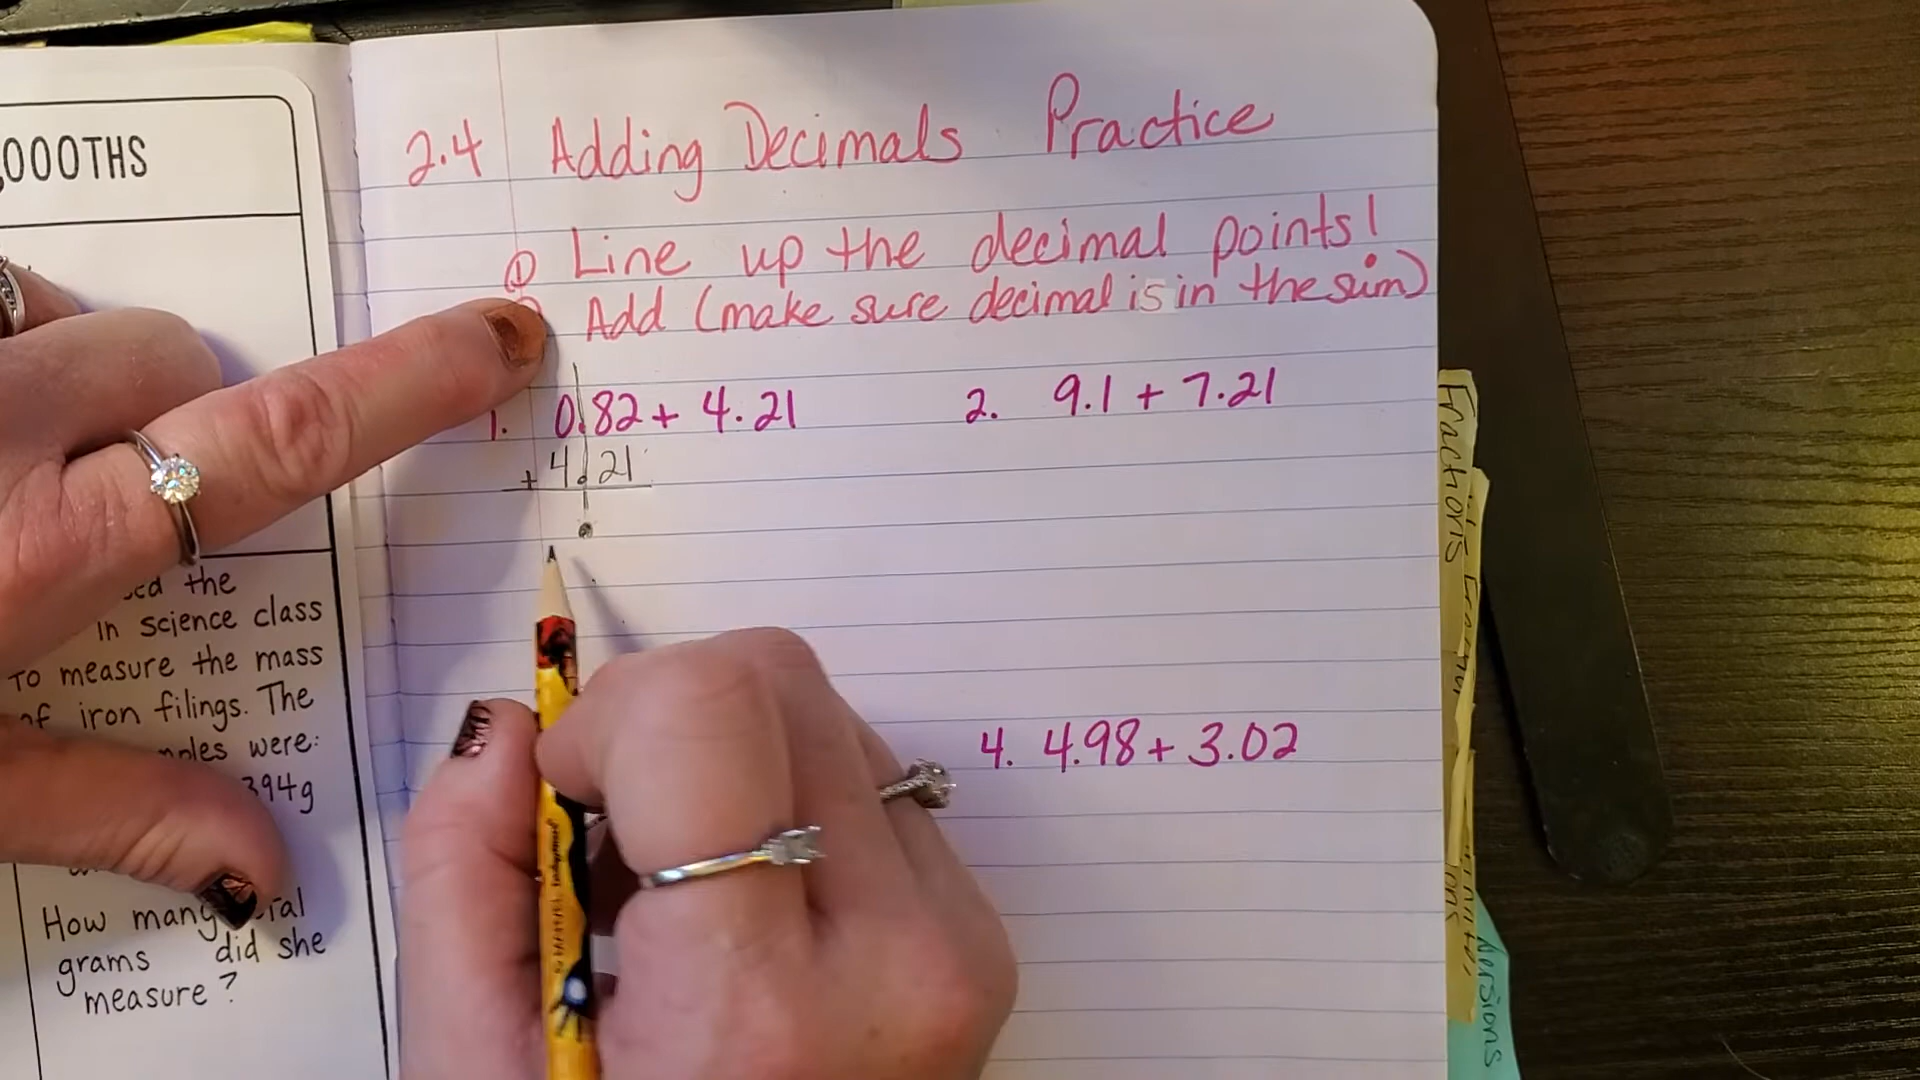 2.4 Adding Decimals Practice
① Line up the decimal points!
Add (make sure decimal is in the sum)
1. 0.82 + 4.21
+ 4.21
.
2. 9.1 + 7.21
4. 4.98 + 3.02
000THS
the
In science class
To measure the mass
of iron filings. The
were:
394g
How many
grams did she
measure?